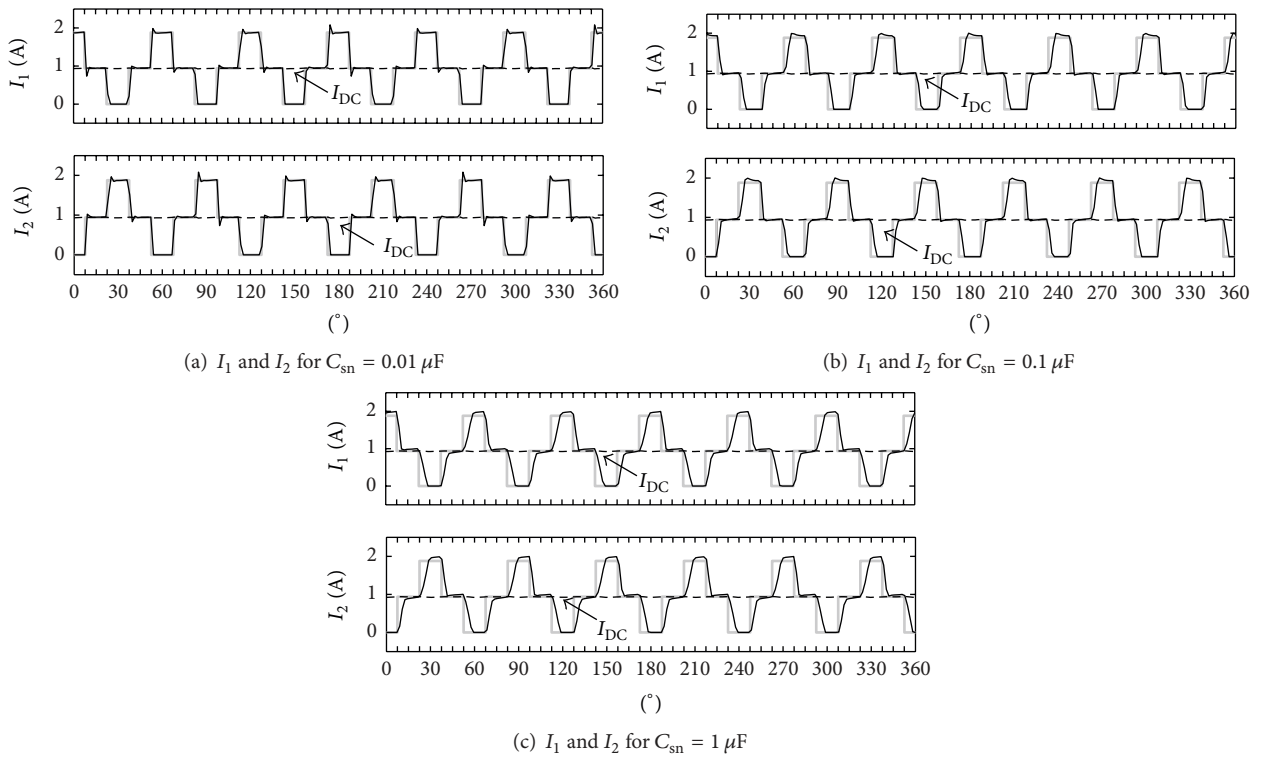 I1 (A)
2
1
0
IDC
I2 (A)
2
1
0
IDC
0 30 60 90 120 150 180 210 240 270 300 330 360
(°)
(a) I1 and I2 for Csn = 0.01 μF
I1 (A)
2
1
0
IDC
I2 (A)
2
1
0
IDC
0 30 60 90 120 150 180 210 240 270 300 330 360
(°)
(b) I1 and I2 for Csn = 0.1 μF
I1 (A)
2
1
0
IDC
I2 (A)
2
1
0
IDC
0 30 60 90 120 150 180 210 240 270 300 330 360
(°)
(c) I1 and I2 for Csn = 1 μF